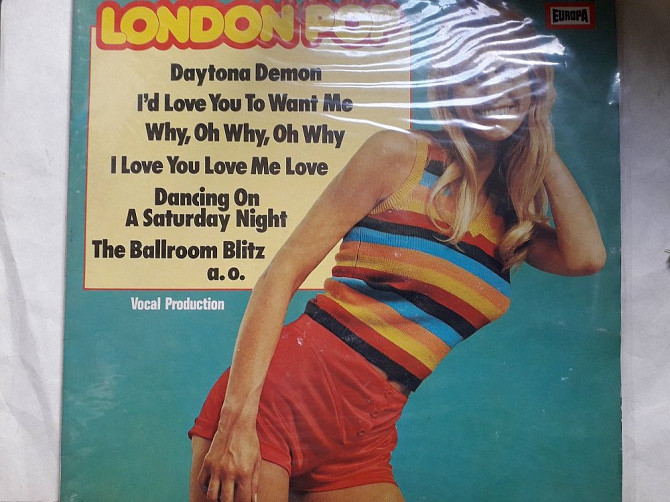 LONDON POP
EUROPA
Daytona Demon
I'd Love You To Want Me
Why, Oh Why, Oh Why
I Love You Love Me Love
Dancing On
A Saturday Night
The Ballroom Blitz
a. o.
Vocal Production